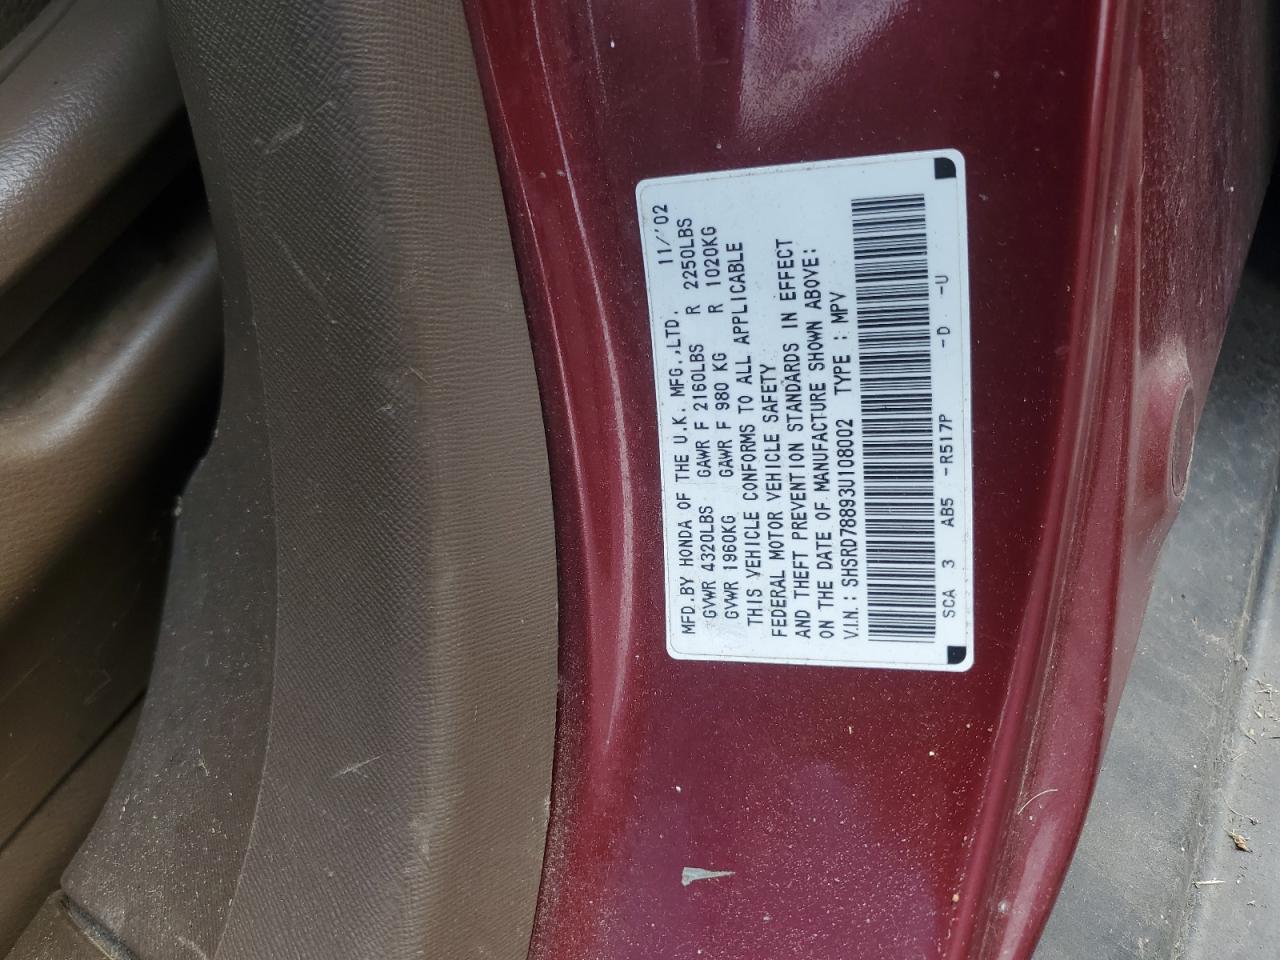 MFD.BY HONDA OF THE U.K. MFG.,LTD. 11/'02
GVWR 4320LBS GAWR F 2160LBS R 2250LBS
GVWR 1960KG GAWR F 980 KG R 1020KG
THIS VEHICLE CONFORMS TO ALL APPLICABLE
FEDERAL MOTOR VEHICLE SAFETY
AND THEFT PREVENTION STANDARDS IN EFFECT
ON THE DATE OF MANUFACTURE SHOWN ABOVE:
V.I.N.: SHSRD78893U108002 TYPE : MPV
SCA 3 AB5 -R517P -D -U